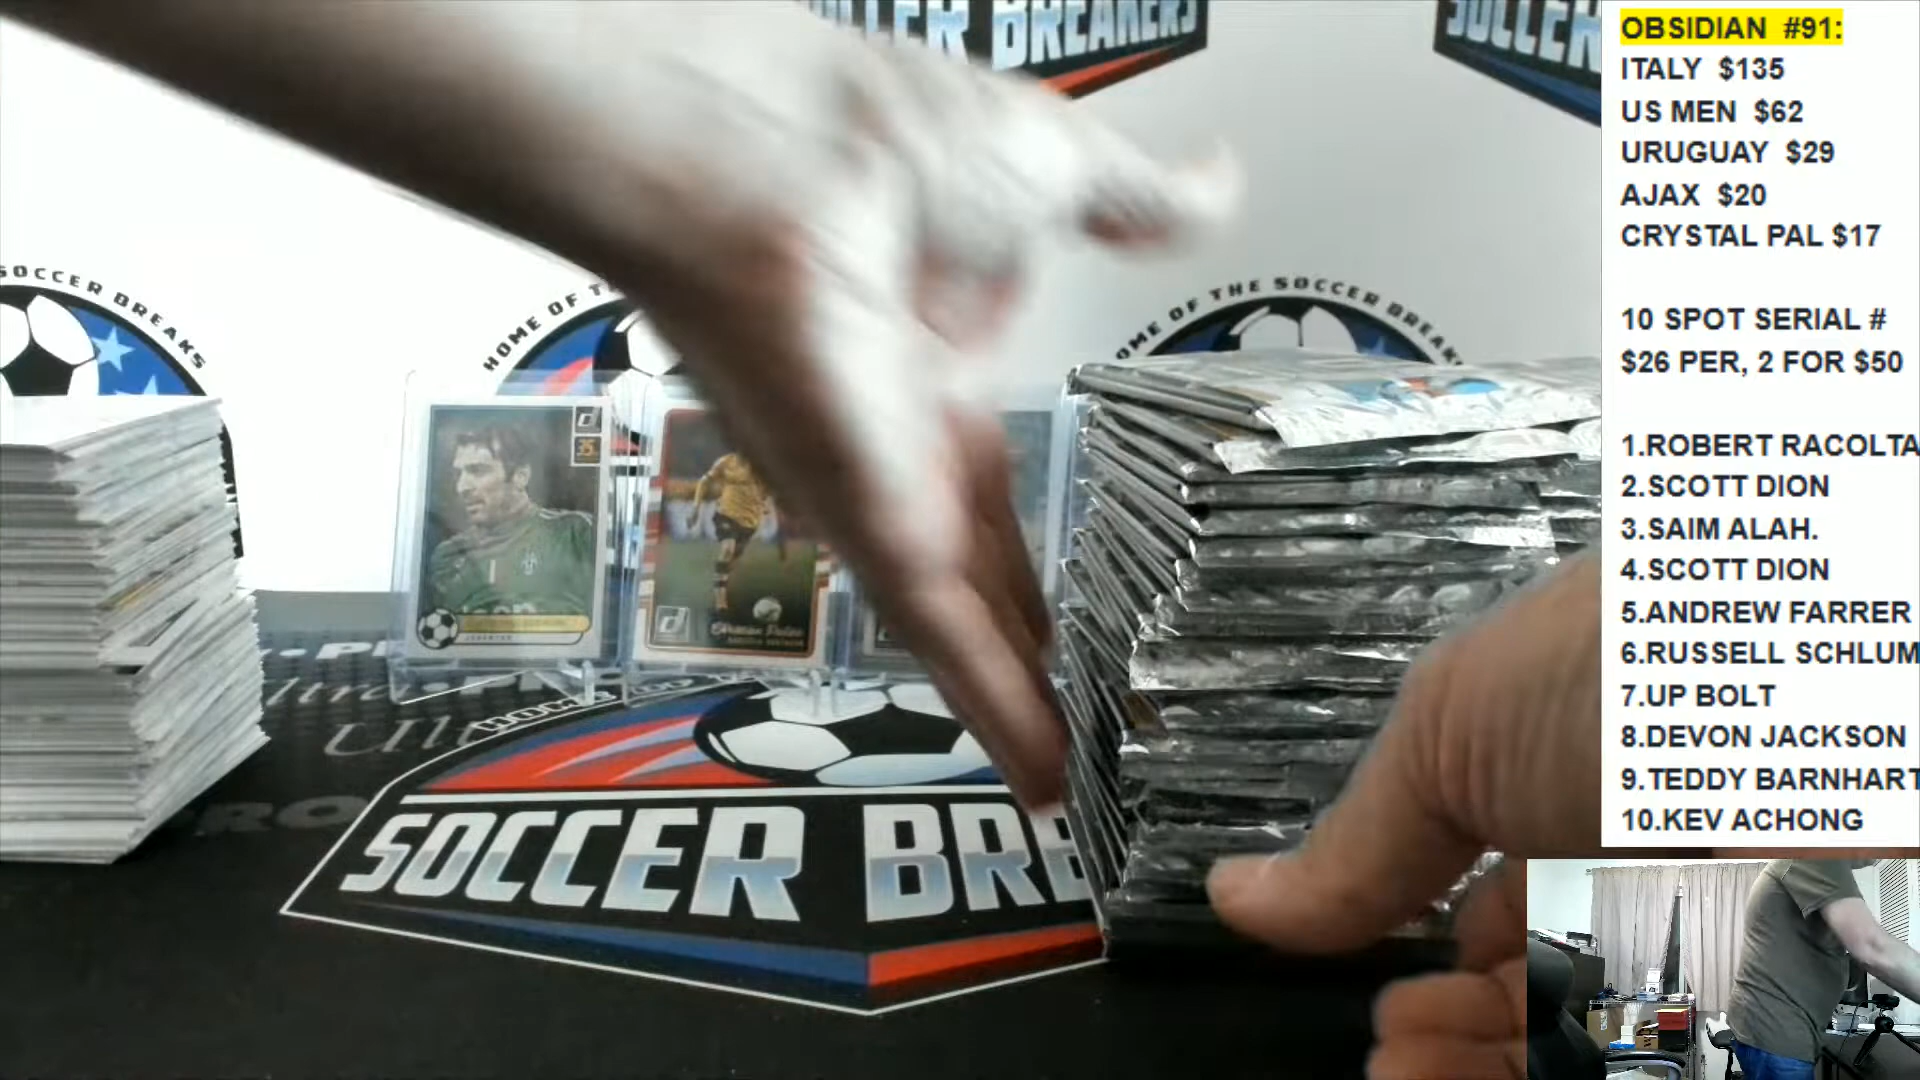 SOCCER BREAKERS
SOCCER
OBSIDIAN #91:
ITALY $135
US MEN $62
URUGUAY $29
AJAX $20
CRYSTAL PAL $17
10 SPOT SERIAL #
$26 PER, 2 FOR $50
1.ROBERT RACOLTA
2.SCOTT DION
3.SAIM ALAH.
4.SCOTT DION
5.ANDREW FARRER
6.RUSSELL SCHLUM
7.UP BOLT
8.DEVON JACKSON
9.TEDDY BARNHART
10.KEV ACHONG
SOCCER BREAKS
HOME OF T
HOME OF THE SOCCER BREAK
35
JUVENTUS
SOCCER BRE